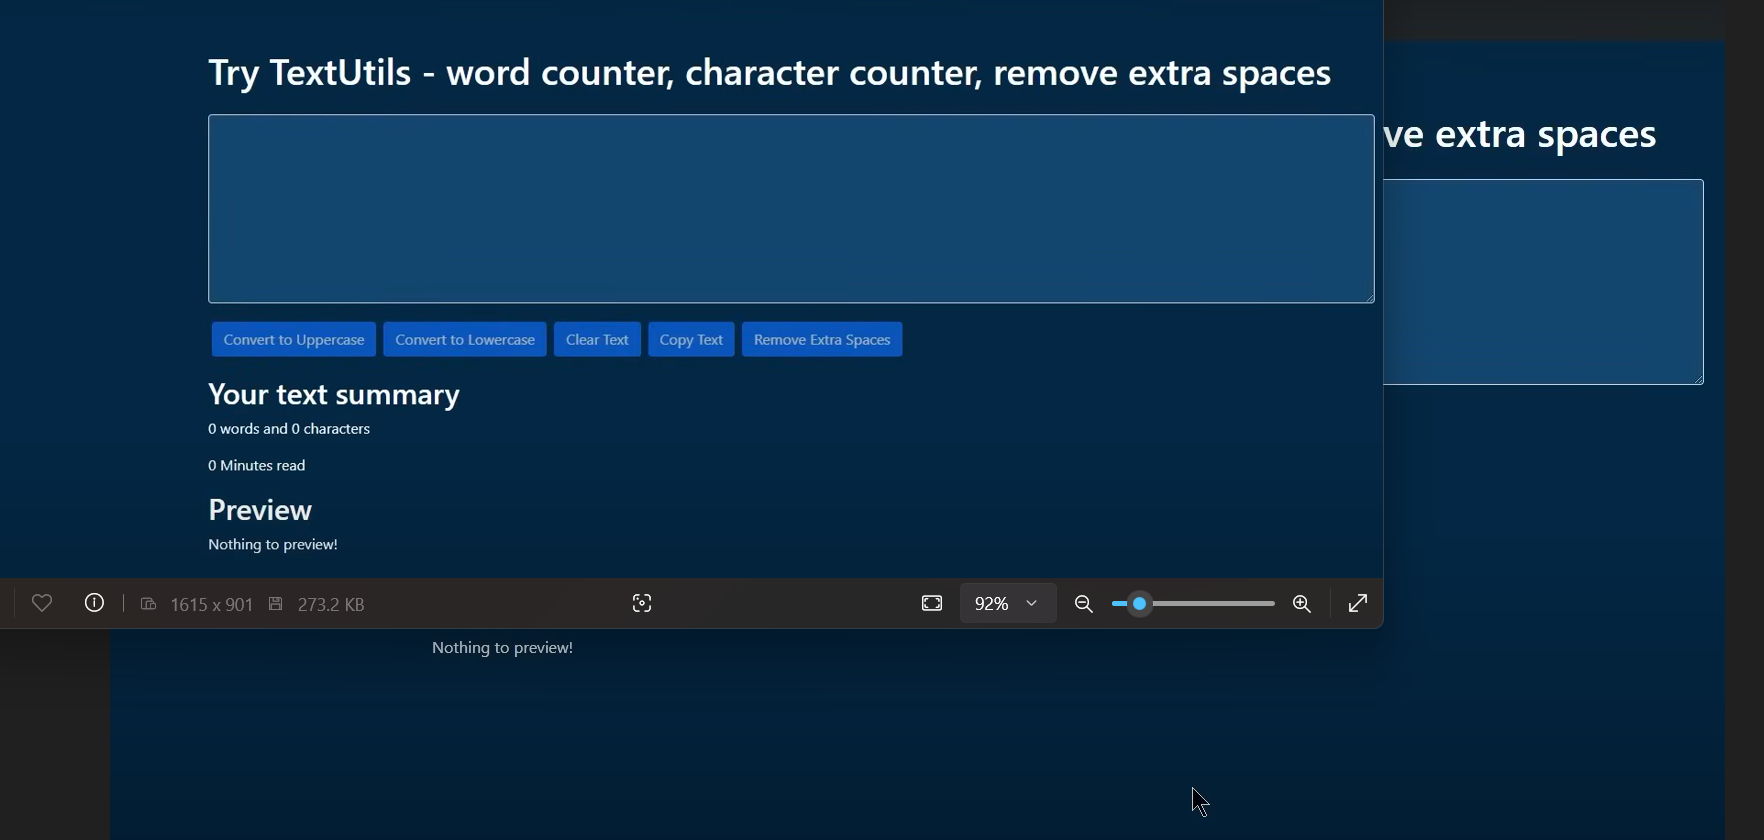 Try TextUtils - word counter, character counter, remove extra spaces
ve extra spaces
Convert to Uppercase Convert to Lowercase Clear Text Copy Text Remove Extra Spaces
Your text summary
0 words and 0 characters
0 Minutes read
Preview
Nothing to preview!
1615 x 901 273.2 KB 92%
Nothing to preview!